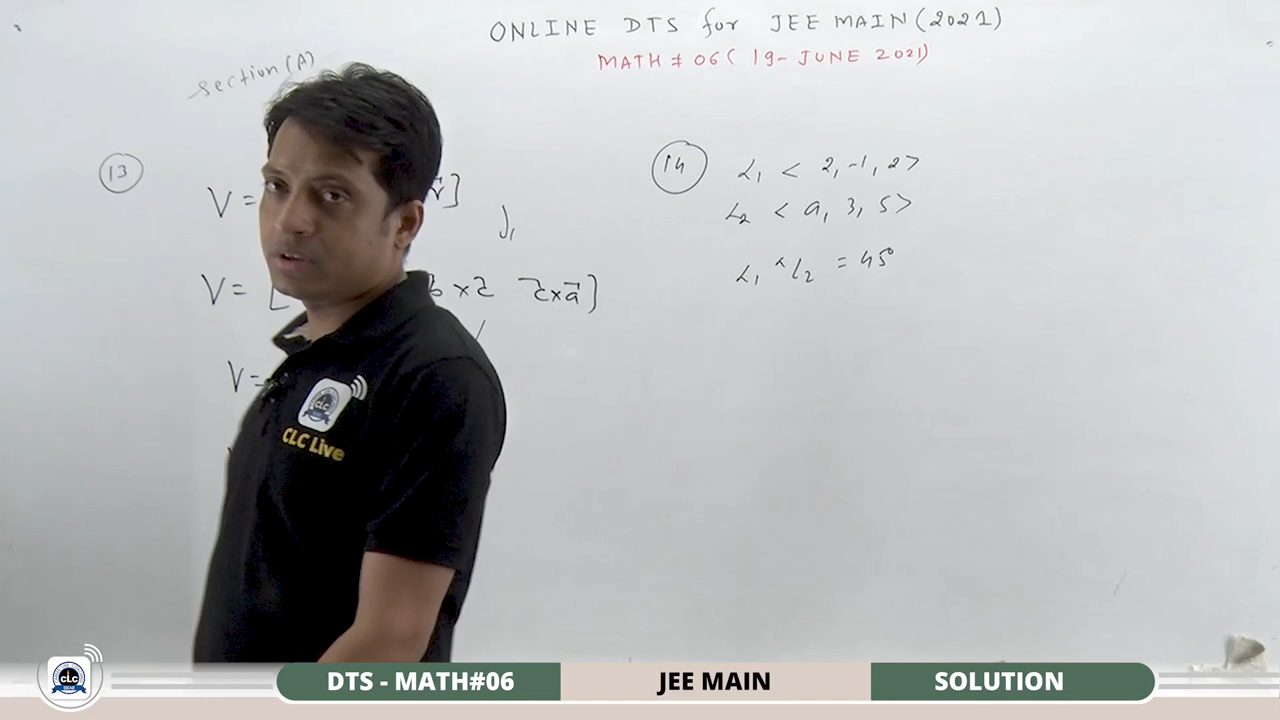 ONLINE DTS for JEE MAIN (2021)
MATH # 06 ( 19- JUNE 2021)
section (A)
13
V =
V = [ b × c c × a ]
V =
14
L₁ < 2, -1, 2 >
L₂ < a, 3, 5 >
L₁ ^ L₂ = 45°
CLC Live
CLC
DTS - MATH#06
JEE MAIN
SOLUTION